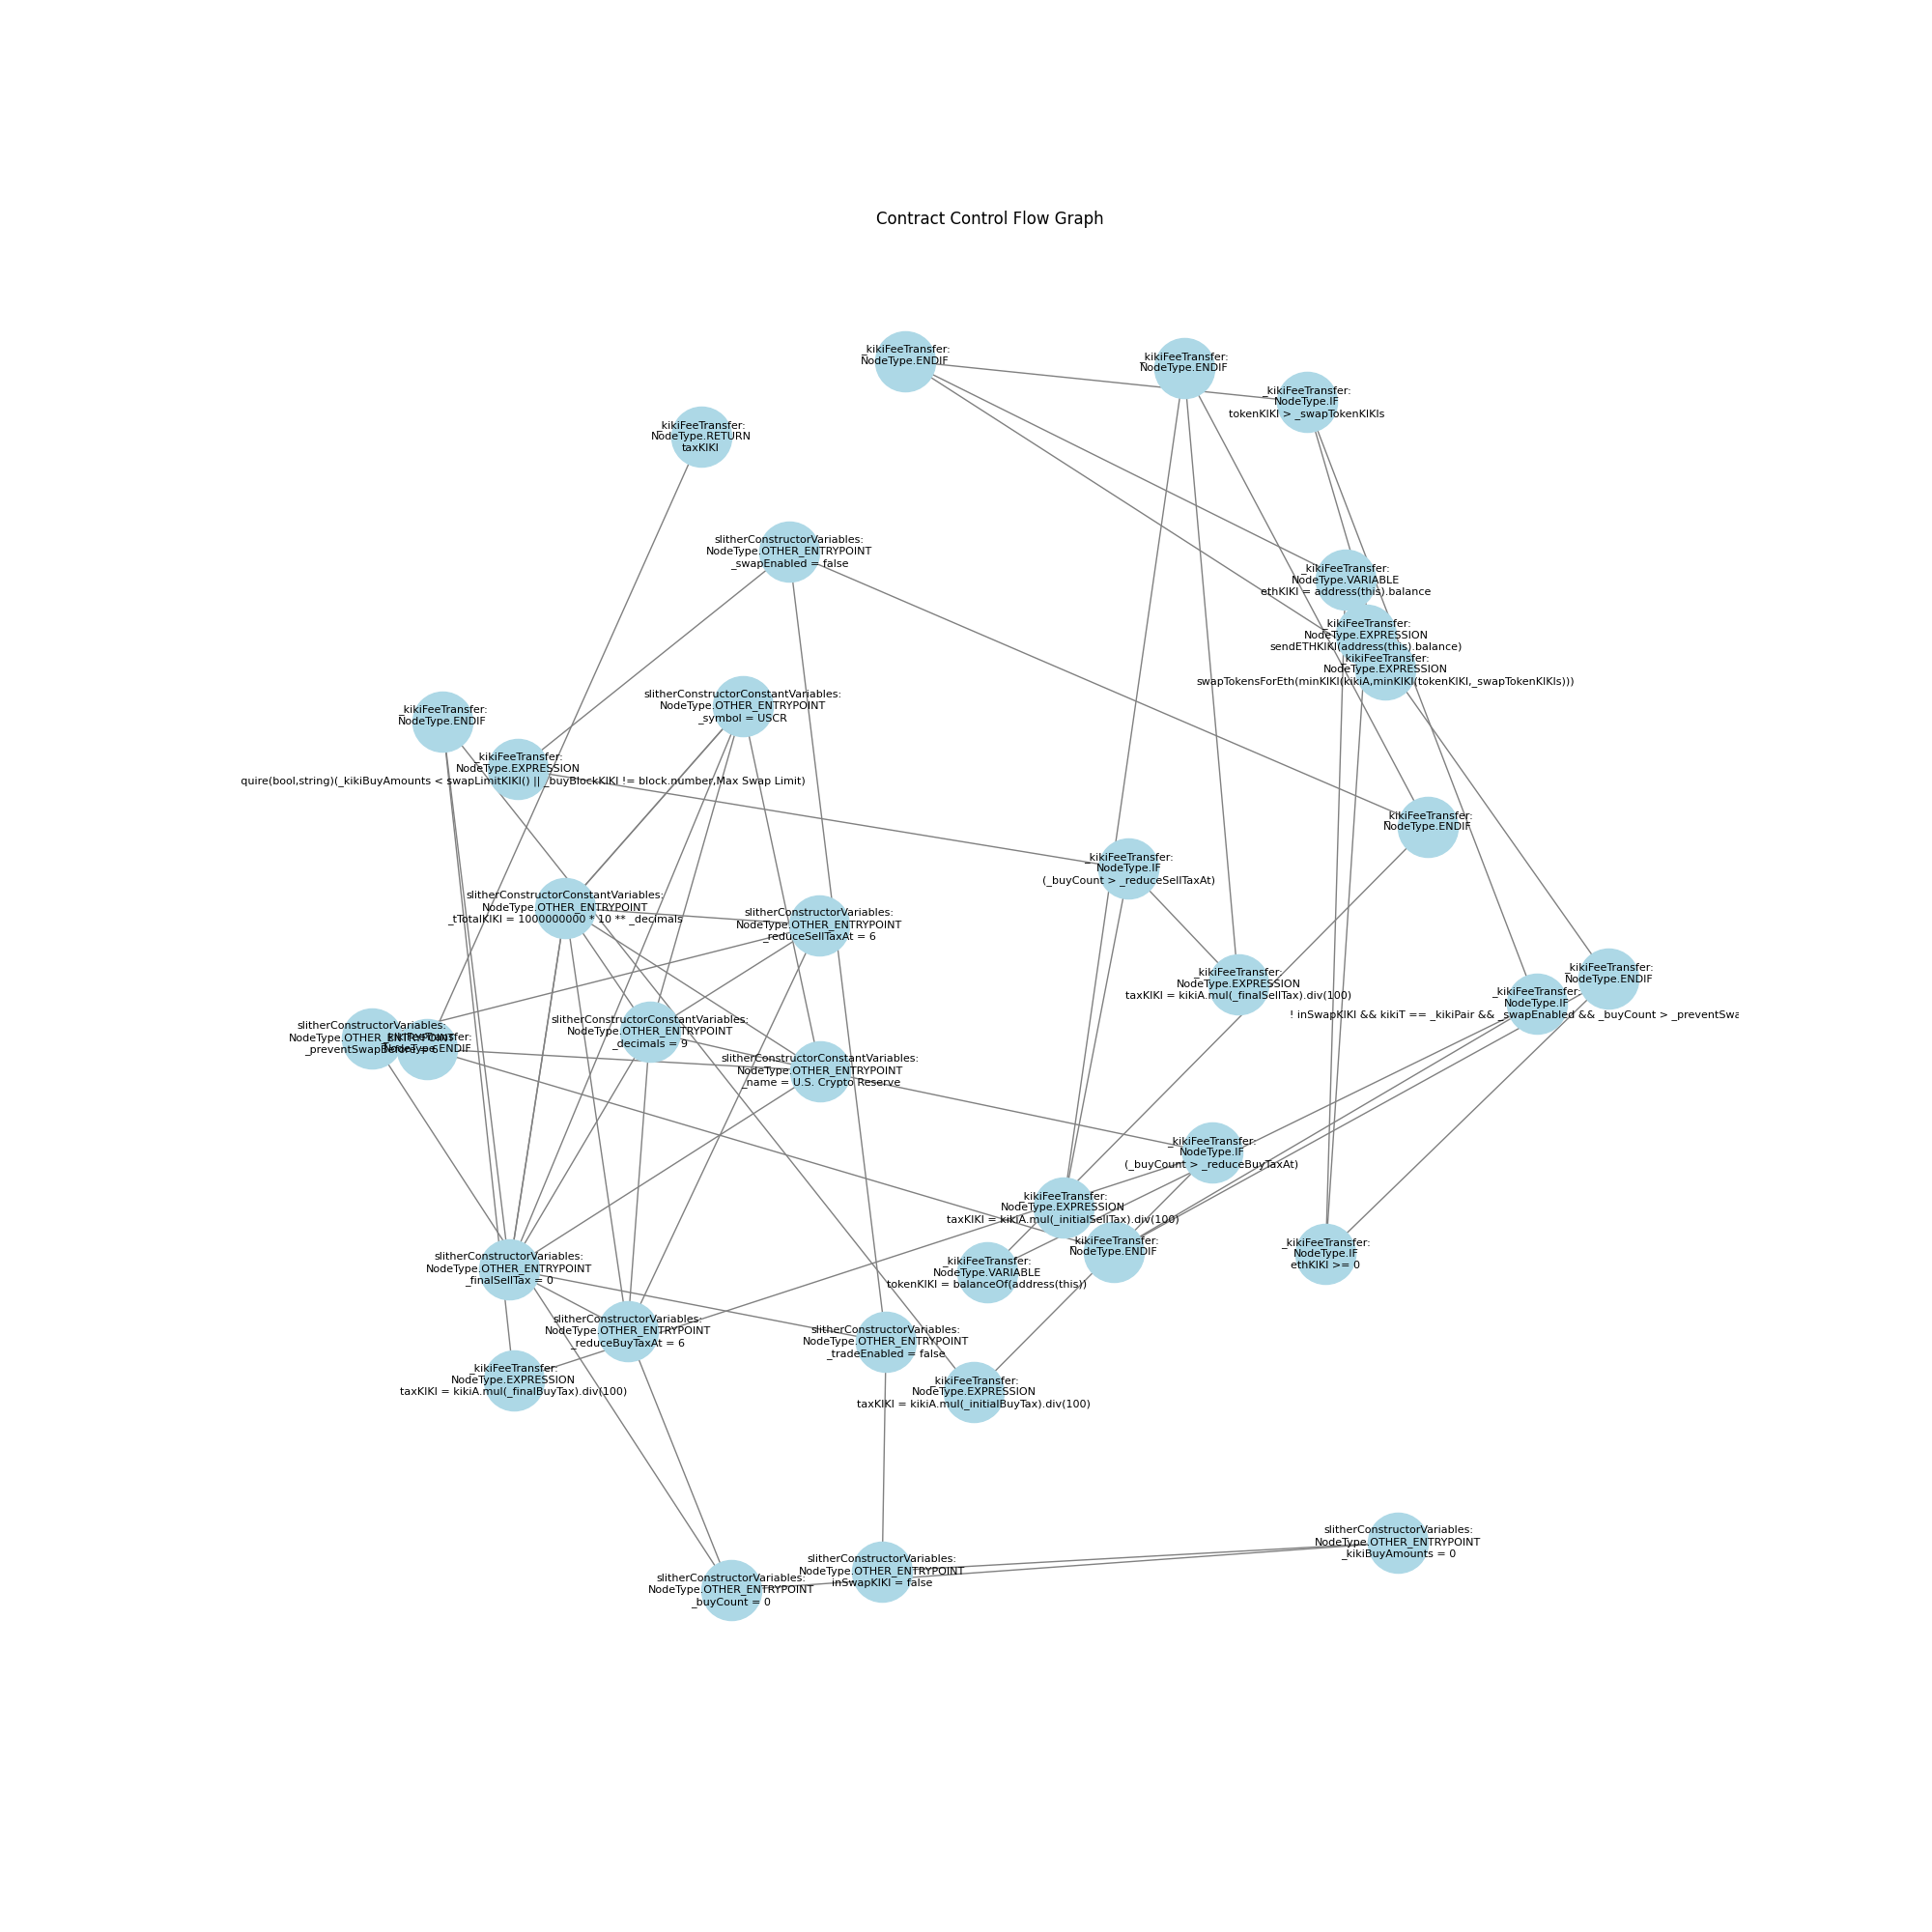 Contract Control Flow Graph
_kikiFeeTransfer:
NodeType.ENDIF
_kikiFeeTransfer:
NodeType.ENDIF
_kikiFeeTransfer:
NodeType.IF
tokenKIKI > _swapTokenKIKIs
_kikiFeeTransfer:
NodeType.RETURN
taxKIKI
slitherConstructorVariables:
NodeType.OTHER_ENTRYPOINT
_swapEnabled = false
_kikiFeeTransfer:
NodeType.VARIABLE
ethKIKI = address(this).balance
_kikiFeeTransfer:
NodeType.EXPRESSION
sendETHKIKI(address(this).balance)
_kikiFeeTransfer:
NodeType.EXPRESSION
swapTokensForEth(minKIKI(kikiA,minKIKI(tokenKIKI,_swapTokenKIKIs)))
slitherConstructorConstantVariables:
NodeType.OTHER_ENTRYPOINT
_symbol = USCR
_kikiFeeTransfer:
NodeType.ENDIF
_kikiFeeTransfer:
NodeType.EXPRESSION
quire(bool,string)(_kikiBuyAmounts < swapLimitKIKI() || _buyBlockKIKI != block.number,Max Swap Limit)
_kikiFeeTransfer:
NodeType.ENDIF
_kikiFeeTransfer:
NodeType.IF
(_buyCount > _reduceSellTaxAt)
slitherConstructorConstantVariables:
NodeType.OTHER_ENTRYPOINT
_tTotalKIKI = 1000000000 * 10 ** _decimals
slitherConstructorVariables:
NodeType.OTHER_ENTRYPOINT
_reduceSellTaxAt = 6
_kikiFeeTransfer:
NodeType.EXPRESSION
taxKIKI = kikiA.mul(_finalSellTax).div(100)
_kikiFeeTransfer:
NodeType.ENDIF
_kikiFeeTransfer:
NodeType.IF
! inSwapKIKI && kikiT == _kikiPair && _swapEnabled && _buyCount > _preventSwa
slitherConstructorVariables:
NodeType.OTHER_ENTRYPOINT
_preventSwapBefore = 6
_kikiFeeTransfer:
NodeType.ENDIF
slitherConstructorConstantVariables:
NodeType.OTHER_ENTRYPOINT
_decimals = 9
slitherConstructorConstantVariables:
NodeType.OTHER_ENTRYPOINT
_name = U.S. Crypto Reserve
_kikiFeeTransfer:
NodeType.IF
(_buyCount > _reduceBuyTaxAt)
_kikiFeeTransfer:
NodeType.EXPRESSION
taxKIKI = kikiA.mul(_initialSellTax).div(100)
_kikiFeeTransfer:
NodeType.ENDIF
_kikiFeeTransfer:
NodeType.IF
ethKIKI >= 0
slitherConstructorVariables:
NodeType.OTHER_ENTRYPOINT
_finalSellTax = 0
_kikiFeeTransfer:
NodeType.VARIABLE
tokenKIKI = balanceOf(address(this))
slitherConstructorVariables:
NodeType.OTHER_ENTRYPOINT
_reduceBuyTaxAt = 6
slitherConstructorVariables:
NodeType.OTHER_ENTRYPOINT
_tradeEnabled = false
_kikiFeeTransfer:
NodeType.EXPRESSION
taxKIKI = kikiA.mul(_finalBuyTax).div(100)
_kikiFeeTransfer:
NodeType.EXPRESSION
taxKIKI = kikiA.mul(_initialBuyTax).div(100)
slitherConstructorVariables:
NodeType.OTHER_ENTRYPOINT
_kikiBuyAmounts = 0
slitherConstructorVariables:
NodeType.OTHER_ENTRYPOINT
inSwapKIKI = false
slitherConstructorVariables:
NodeType.OTHER_ENTRYPOINT
_buyCount = 0